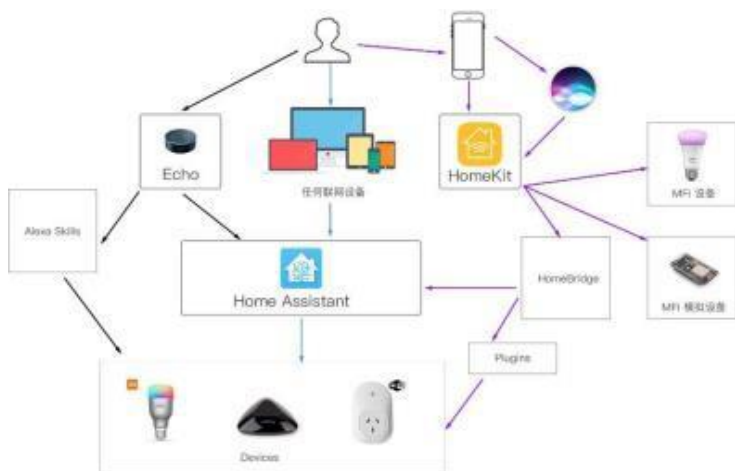 Echo
任何联网设备
HomeKit
MFi 设备
Alexa Skills
Home Assistant
HomeBridge
MFi 模拟设备
Plugins
Devices